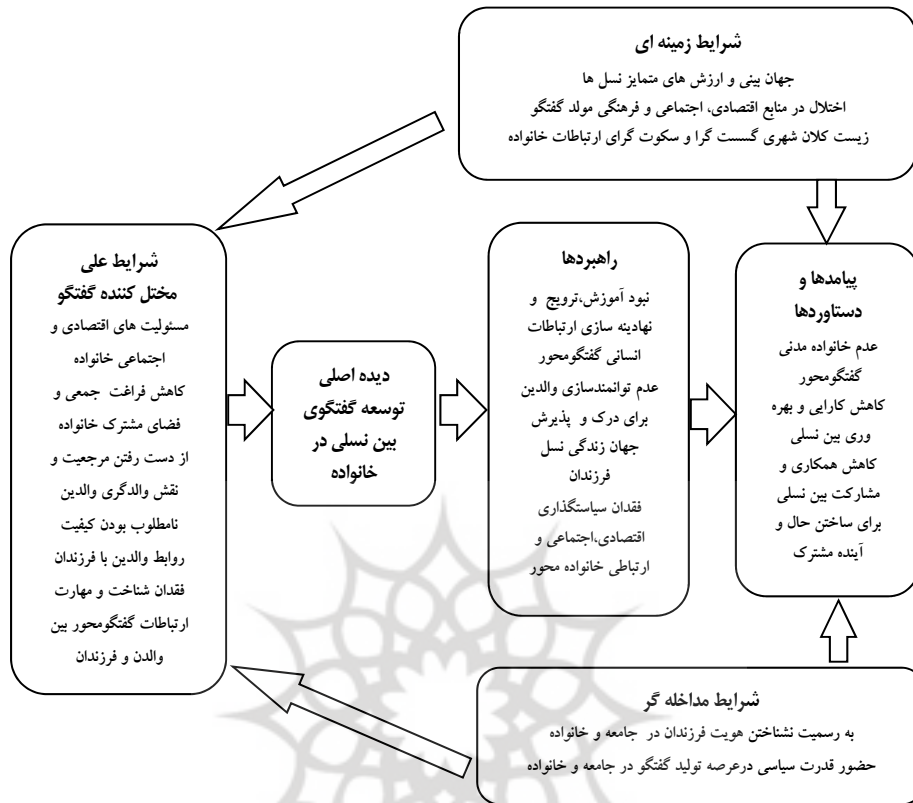 شرایط زمینه ای
جهان بینی و ارزش های متمایز نسل ها
اختلال در منابع اقتصادی، اجتماعی و فرهنگی مولد گفتگو
زیست کلان شهری گسست گرا و سکوت گرای ارتباطات خانواده
شرایط علی
مختل کننده گفتگو
مسئولیت های اقتصادی و
اجتماعی خانواده
کاهش فراغت جمعی و
فضای مشترک خانواده
از دست رفتن مرجعیت و
نقش والدگری والدین
نامطلوب بودن کیفیت
روابط والدین با فرزندان
فقدان شناخت و مهارت
ارتباطات گفتگومحور بین
والدن و فرزندان
دیده اصلی
توسعه گفتگوی
بین نسلی در
خانواده
راهبردها
نبود آموزش،ترویج و
نهادینه سازی ارتباطات
انسانی گفتگومحور
عدم توانمندسازی والدین
برای درک و پذیرش
جهان زندگی نسل
فرزندان
فقدان سیاستگذاری
اقتصادی،اجتماعی و
ارتباطی خانواده محور
پیامدها و
دستاوردها
عدم خانواده مدنی
گفتگومحور
کاهش کارایی و بهره
وری بین نسلی
کاهش همکاری و
مشارکت بین نسلی
برای ساختن حال و
آینده مشترک
شرایط مداخله گر
به رسمیت نشناختن هویت فرزندان در جامعه و خانواده
حضور قدرت سیاسی درعرصه تولید گفتگو در جامعه و خانواده